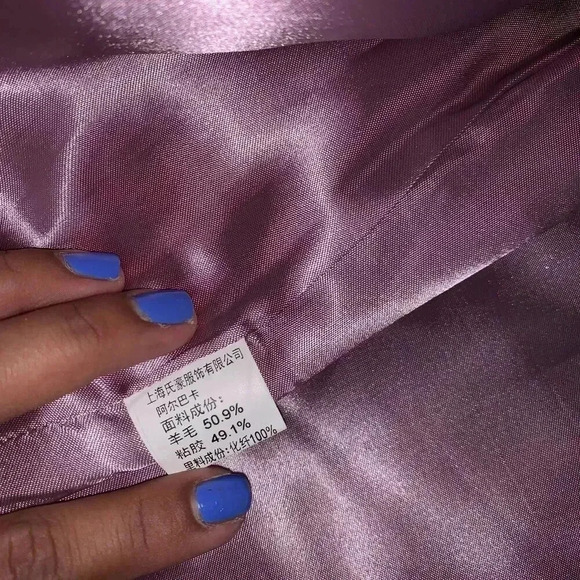 上海氏豪服饰有限公司
阿尔巴卡
面料成份：
羊毛 50.9%
粘胶 49.1%
里料成份:化纤100%